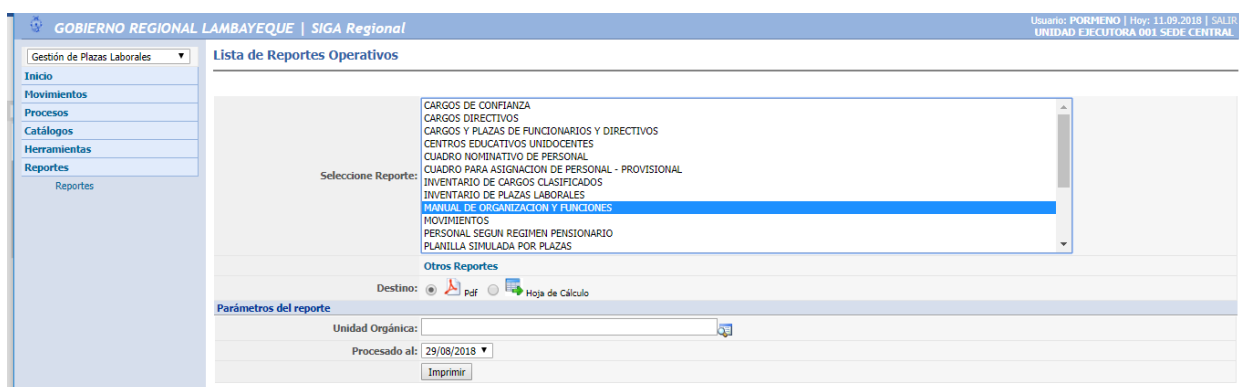 GOBIERNO REGIONAL LAMBAYEQUE | SIGA Regional
Usuario: PORMENO | Hoy: 11.09.2018 | SALIR
UNIDAD EJECUTORA 001 SEDE CENTRAL
Gestión de Plazas Laborales
Inicio
Movimientos
Procesos
Catálogos
Herramientas
Reportes
Reportes
Lista de Reportes Operativos
Seleccione Reporte:
CARGOS DE CONFIANZA
CARGOS DIRECTIVOS
CARGOS Y PLAZAS DE FUNCIONARIOS Y DIRECTIVOS
CENTROS EDUCATIVOS UNIDOCENTES
CUADRO NOMINATIVO DE PERSONAL
CUADRO PARA ASIGNACION DE PERSONAL - PROVISIONAL
INVENTARIO DE CARGOS CLASIFICADOS
INVENTARIO DE PLAZAS LABORALES
MANUAL DE ORGANIZACION Y FUNCIONES
MOVIMIENTOS
PERSONAL SEGUN REGIMEN PENSIONARIO
PLANILLA SIMULADA POR PLAZAS
Otros Reportes
Destino: Pdf Hoja de Cálculo
Parámetros del reporte
Unidad Orgánica:
Procesado al: 29/08/2018
Imprimir